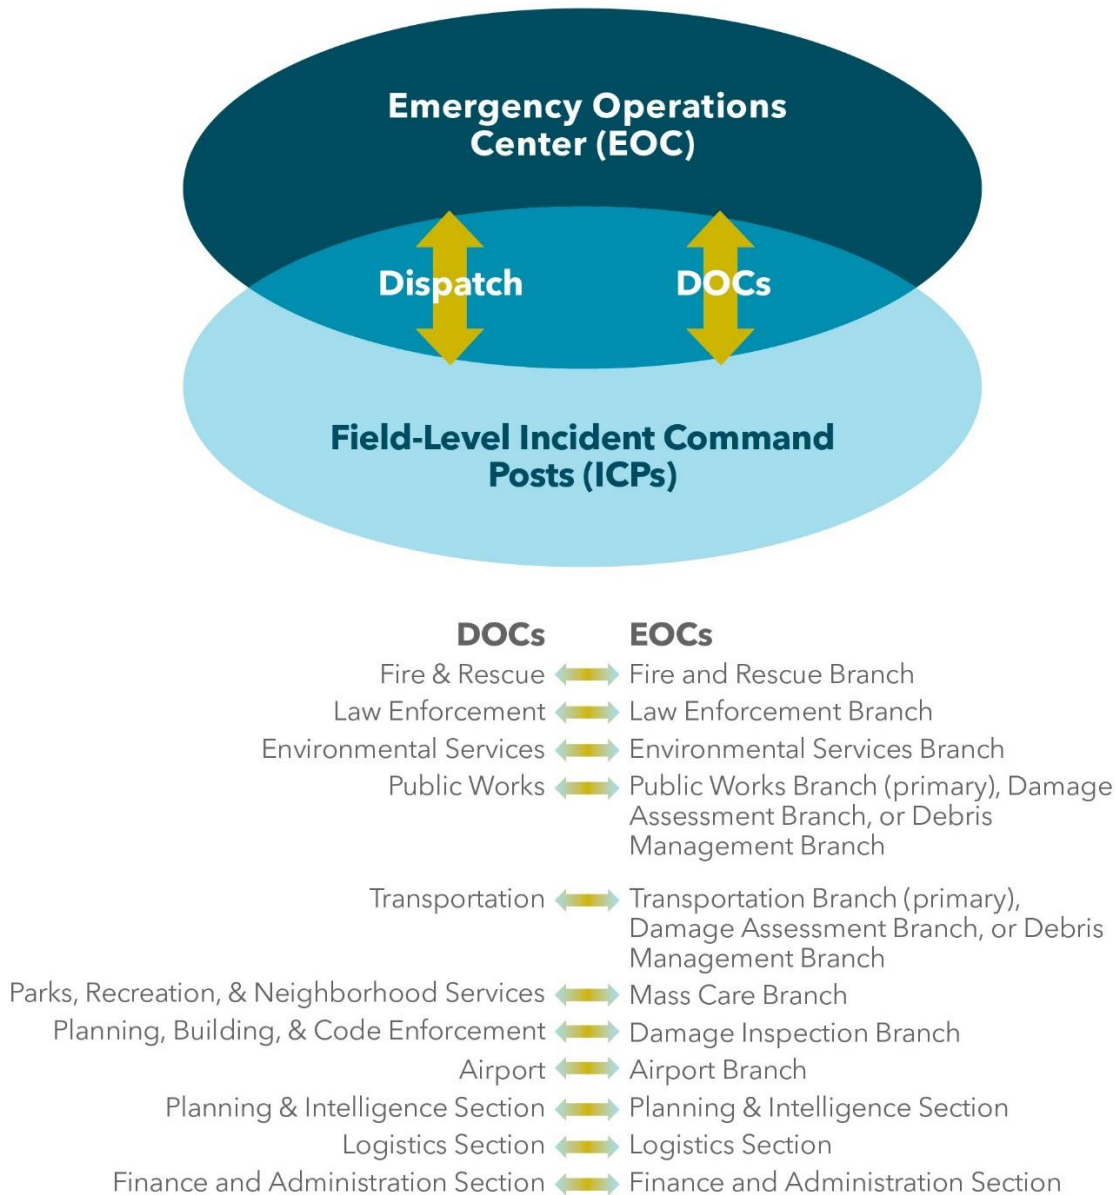 Emergency Operations
Center (EOC)
Dispatch
DOCs
Field-Level Incident Command
Posts (ICPs)
DOCs EOCs
Fire & Rescue Fire and Rescue Branch
Law Enforcement Law Enforcement Branch
Environmental Services Environmental Services Branch
Public Works Public Works Branch (primary), Damage
Assessment Branch, or Debris
Management Branch
Transportation Transportation Branch (primary),
Damage Assessment Branch, or Debris
Management Branch
Parks, Recreation, & Neighborhood Services Mass Care Branch
Planning, Building, & Code Enforcement Damage Inspection Branch
Airport Airport Branch
Planning & Intelligence Section Planning & Intelligence Section
Logistics Section Logistics Section
Finance and Administration Section Finance and Administration Section